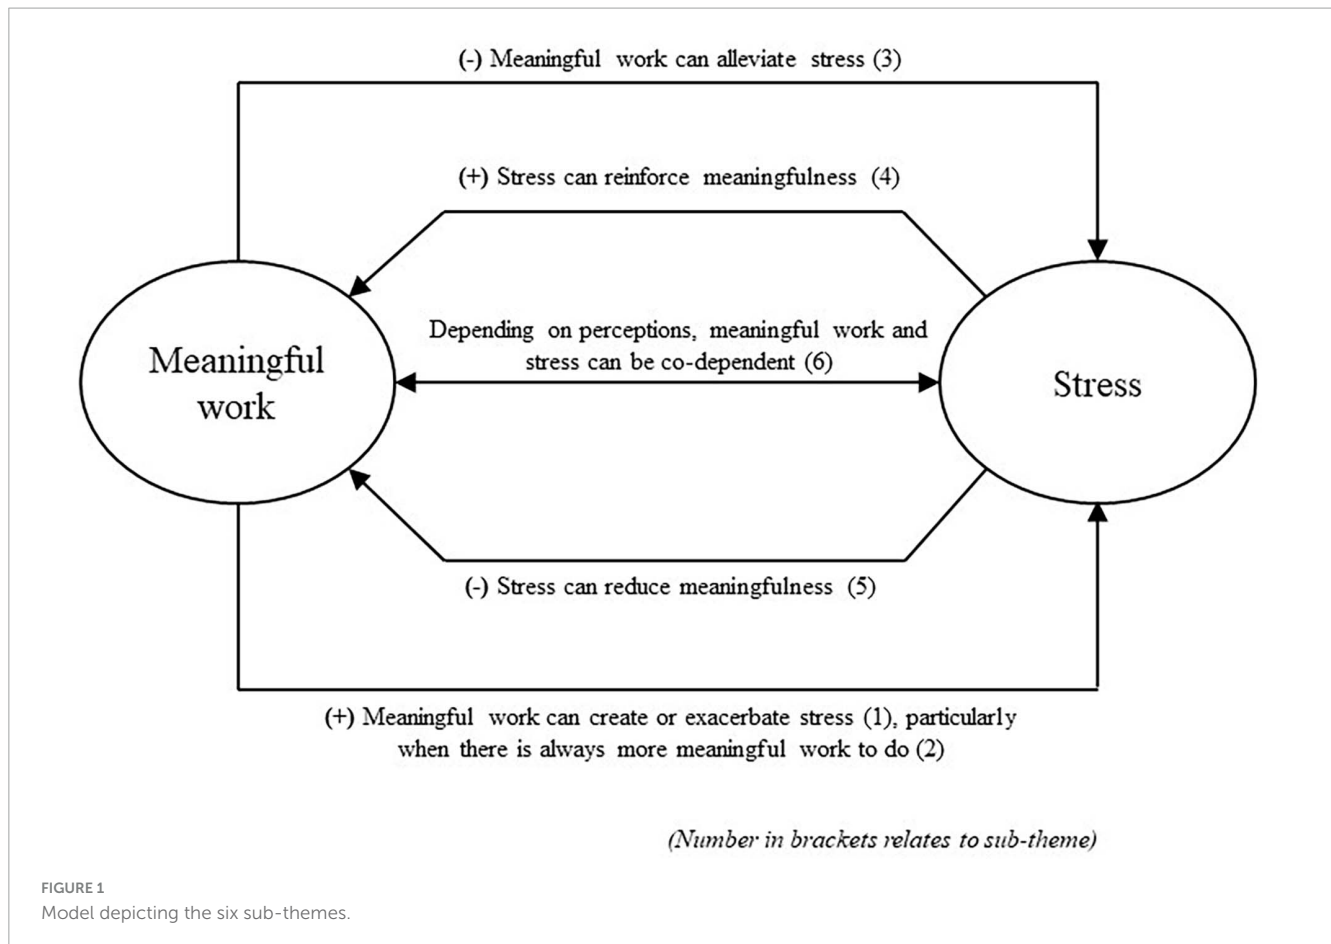 (-) Meaningful work can alleviate stress (3)
(+) Stress can reinforce meaningfulness (4)
Depending on perceptions, meaningful work and
stress can be co-dependent (6)
Meaningful
work
Stress
(-) Stress can reduce meaningfulness (5)
(+) Meaningful work can create or exacerbate stress (1), particularly
when there is always more meaningful work to do (2)
(Number in brackets relates to sub-theme)
FIGURE 1
Model depicting the six sub-themes.